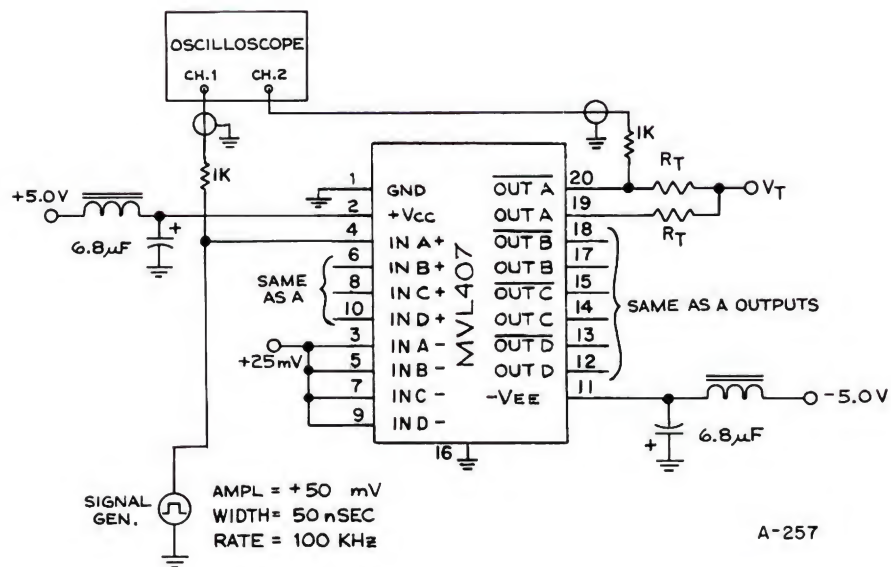 OSCILLOSCOPE
CH.1
CH.2
1K
1K
+5.0V
+
6.8µF
1
GND
2
+VCC
4
IN A+
6
IN B+
8
IN C+
10
IN D+
3
IN A-
5
IN B-
7
IN C-
9
IN D-
SAME
AS A
+25mV
MVL407
OUT A
20
OUT A
19
OUT B
18
OUT B
17
OUT C
15
OUT C
14
OUT D
13
OUT D
12
-VEE
11
16
RT
RT
VT
SAME AS A OUTPUTS
-5.0V
+
6.8µF
SIGNAL
GEN.
AMPL = +50 mV
WIDTH= 50 nSEC
RATE = 100 KHz
A-257